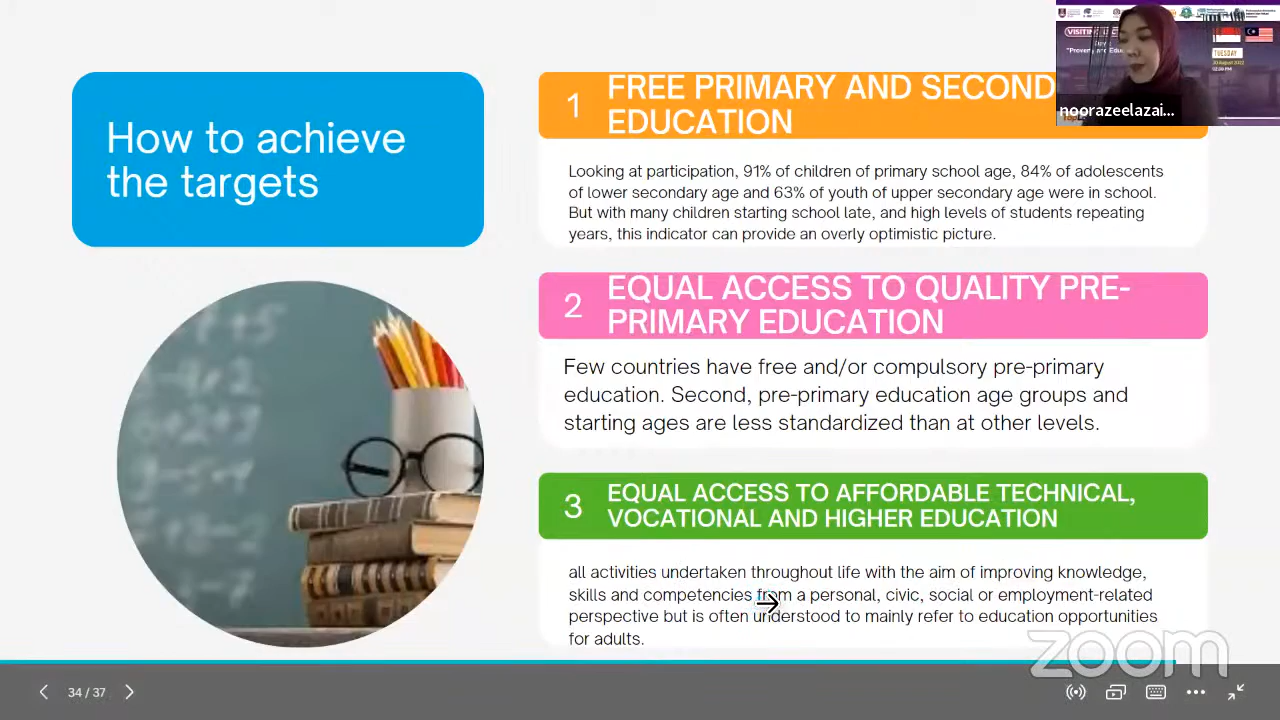 How to achieve
the targets
1
FREE PRIMARY AND SECOND
EDUCATION
Looking at participation, 91% of children of primary school age, 84% of adolescents
of lower secondary age and 63% of youth of upper secondary age were in school.
But with many children starting school late, and high levels of students repeating
years, this indicator can provide an overly optimistic picture.
2
EQUAL ACCESS TO QUALITY PRE-
PRIMARY EDUCATION
Few countries have free and/or compulsory pre-primary
education. Second, pre-primary education age groups and
starting ages are less standardized than at other levels.
3
EQUAL ACCESS TO AFFORDABLE TECHNICAL,
VOCATIONAL AND HIGHER EDUCATION
all activities undertaken throughout life with the aim of improving knowledge,
skills and competencies from a personal, civic, social or employment-related
perspective but is often understood to mainly refer to education opportunities
for adults.
VISITING
TUESDAY
noorazeelazai...
zoom
34 / 37